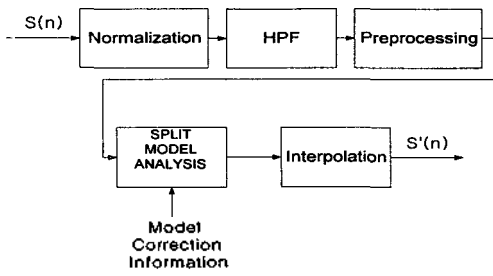 S(n)
Normalization
HPF
Preprocessing
SPLIT
MODEL
ANALYSIS
Interpolation
S'(n)
Model
Correction
Information